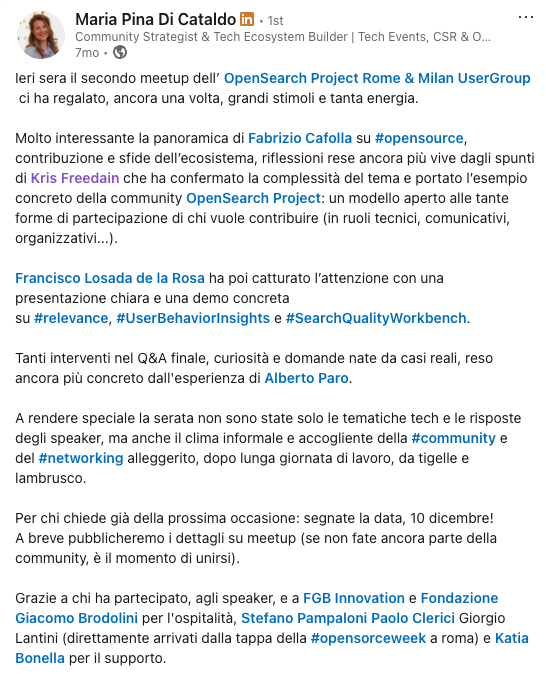 Maria Pina Di Cataldo in · 1st
Community Strategist & Tech Ecosystem Builder | Tech Events, CSR & O...
7mo ·
Ieri sera il secondo meetup dell’ OpenSearch Project Rome & Milan UserGroup
ci ha regalato, ancora una volta, grandi stimoli e tanta energia.
Molto interessante la panoramica di Fabrizio Cafolla su #opensource,
contribuzione e sfide dell’ecosistema, riflessioni rese ancora più vive dagli spunti
di Kris Freedain che ha confermato la complessità del tema e portato l’esempio
concreto della community OpenSearch Project: un modello aperto alle tante
forme di partecipazione di chi vuole contribuire (in ruoli tecnici, comunicativi,
organizzativi...).
Francisco Losada de la Rosa ha poi catturato l’attenzione con una
presentazione chiara e una demo concreta
su #relevance, #UserBehaviorInsights e #SearchQualityWorkbench.
Tanti interventi nel Q&A finale, curiosità e domande nate da casi reali, reso
ancora più concreto dall'esperienza di Alberto Paro.
A rendere speciale la serata non sono state solo le tematiche tech e le risposte
degli speaker, ma anche il clima informale e accogliente della #community e
del #networking alleggerito, dopo lunga giornata di lavoro, da tigelle e
lambrusco.
Per chi chiede già della prossima occasione: segnate la data, 10 dicembre!
A breve pubblicheremo i dettagli su meetup (se non fate ancora parte della
community, è il momento di unirsi).
Grazie a chi ha partecipato, agli speaker, e a FGB Innovation e Fondazione
Giacomo Brodolini per l'ospitalità, Stefano Pampaloni Paolo Clerici Giorgio
Lantini (direttamente arrivati dalla tappa della #opensorceweek a roma) e Katia
Bonella per il supporto.